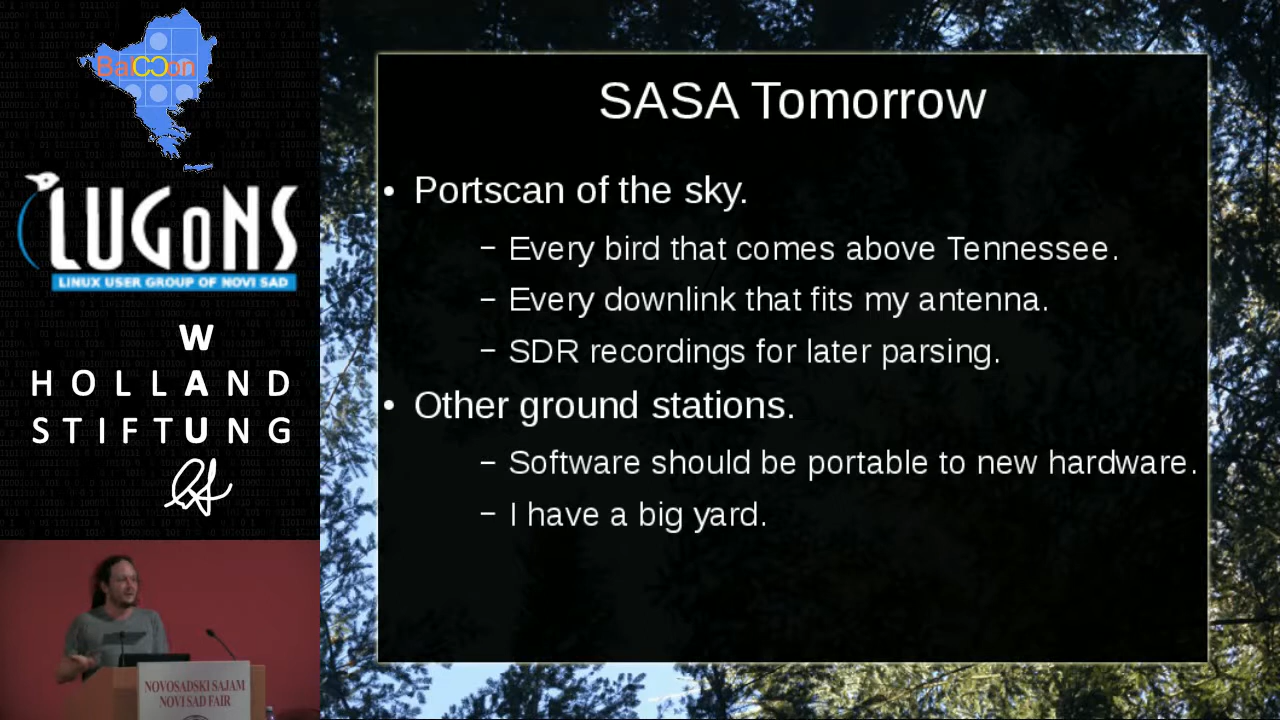 BalCCon
LUGoNS
LINUX USER GROUP OF NOVI SAD
W
HOLLAND
STIFTUNG
NOVOSADSKI SAJAM
NOVI SAD FAIR
SASA Tomorrow
• Portscan of the sky.
– Every bird that comes above Tennessee.
– Every downlink that fits my antenna.
– SDR recordings for later parsing.
• Other ground stations.
– Software should be portable to new hardware.
– I have a big yard.